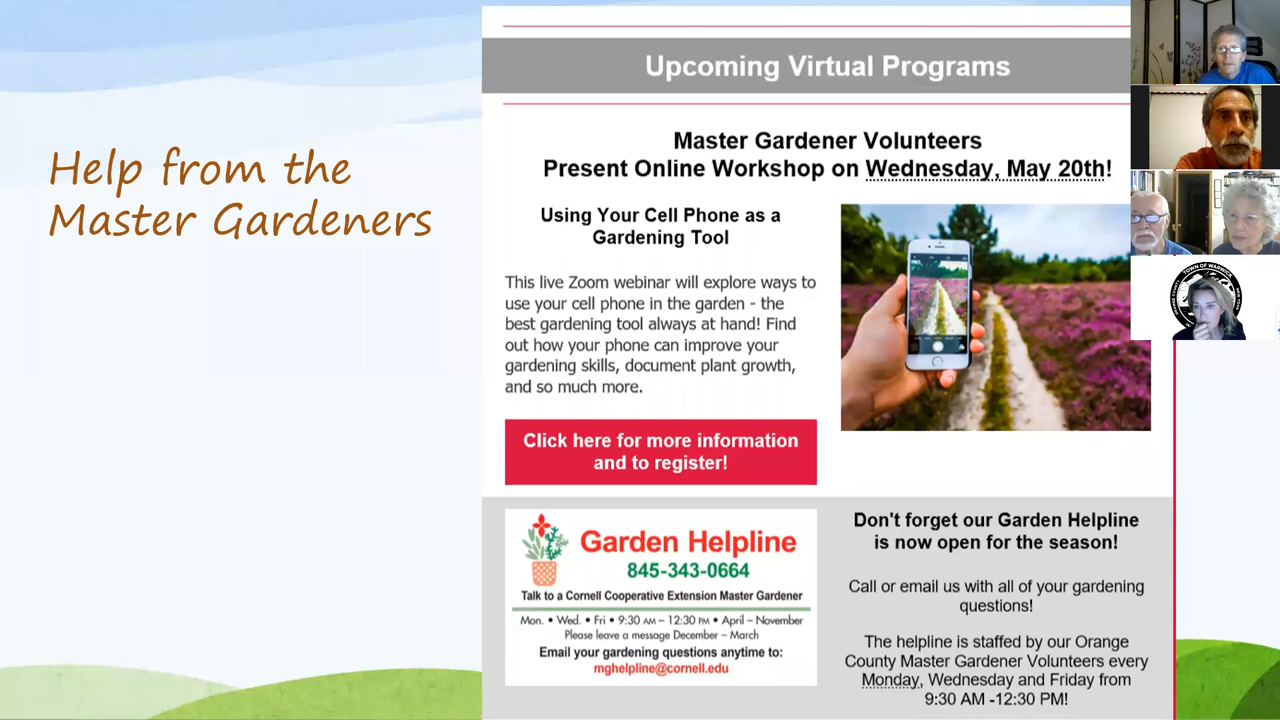 Help from the
Master Gardeners
Upcoming Virtual Programs
Master Gardener Volunteers
Present Online Workshop on Wednesday, May 20th!
Using Your Cell Phone as a
Gardening Tool
This live Zoom webinar will explore ways to
use your cell phone in the garden - the
best gardening tool always at hand! Find
out how your phone can improve your
gardening skills, document plant growth,
and so much more.
Click here for more information
and to register!
Garden Helpline
845-343-0664
Talk to a Cornell Cooperative Extension Master Gardener
Mon. • Wed. • Fri • 9:30 AM – 12:30 PM • April – November
Please leave a message December – March
Email your gardening questions anytime to:
mghelpline@cornell.edu
Don't forget our Garden Helpline
is now open for the season!
Call or email us with all of your gardening
questions!
The helpline is staffed by our Orange
County Master Gardener Volunteers every
Monday, Wednesday and Friday from
9:30 AM -12:30 PM!
TOWN OF WARWICK